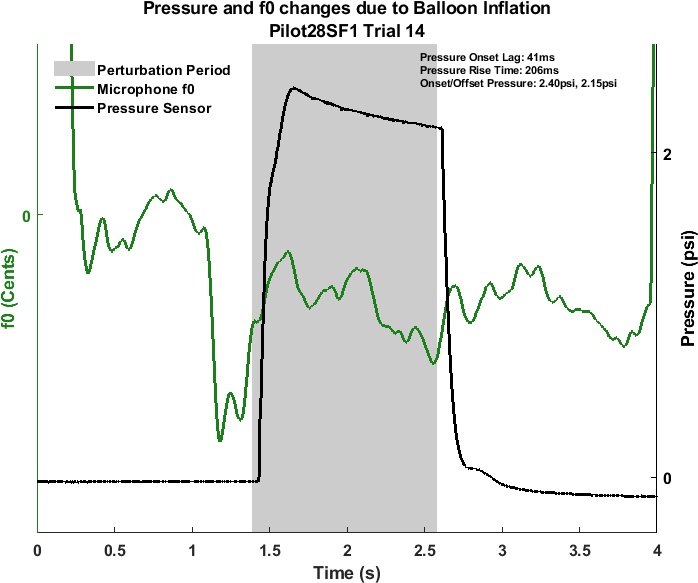 Pressure and f0 changes due to Balloon Inflation
Pilot28SF1 Trial 14
Pressure Onset Lag: 41ms
Pressure Rise Time: 206ms
Onset/Offset Pressure: 2.40psi, 2.15psi
Perturbation Period
Microphone f0
Pressure Sensor
f0 (Cents)
0
2
0
Pressure (psi)
0
0.5
1
1.5
2
2.5
3
3.5
4
Time (s)